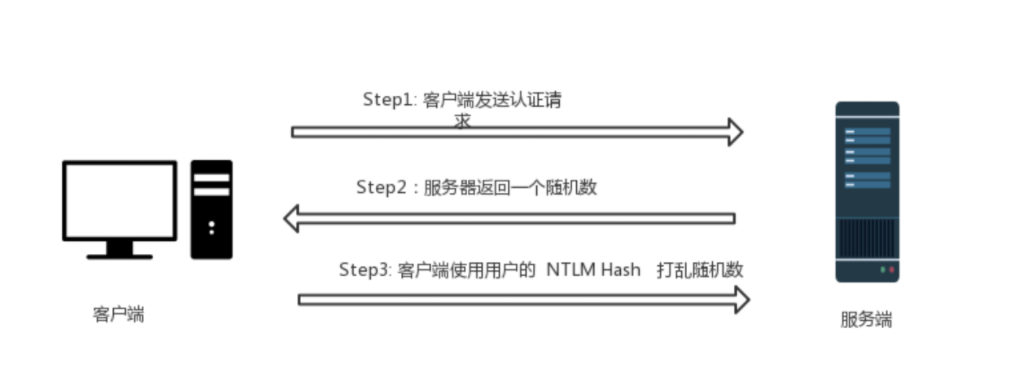 Step1: 客户端发送认证请
求
Step2：服务器返回一个随机数
Step3: 客户端使用用户的 NTLM Hash 打乱随机数
客户端
服务端